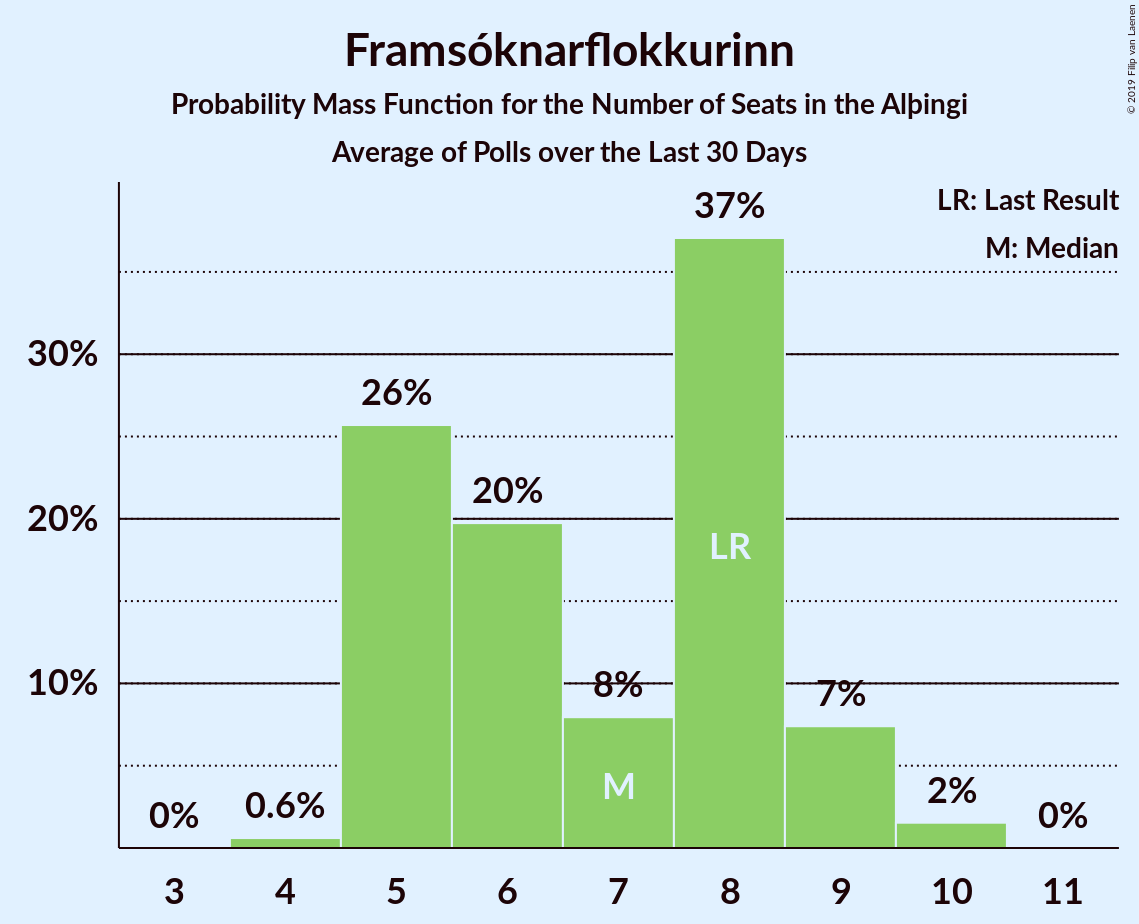 Framsóknarflokkurinn
Probability Mass Function for the Number of Seats in the Alþingi
Average of Polls over the Last 30 Days
© 2019 Filip van Laenen
LR: Last Result
M: Median
30%
20%
10%
0%
0.6%
26%
20%
8%
37%
7%
2%
0%
M
LR
3 4 5 6 7 8 9 10 11